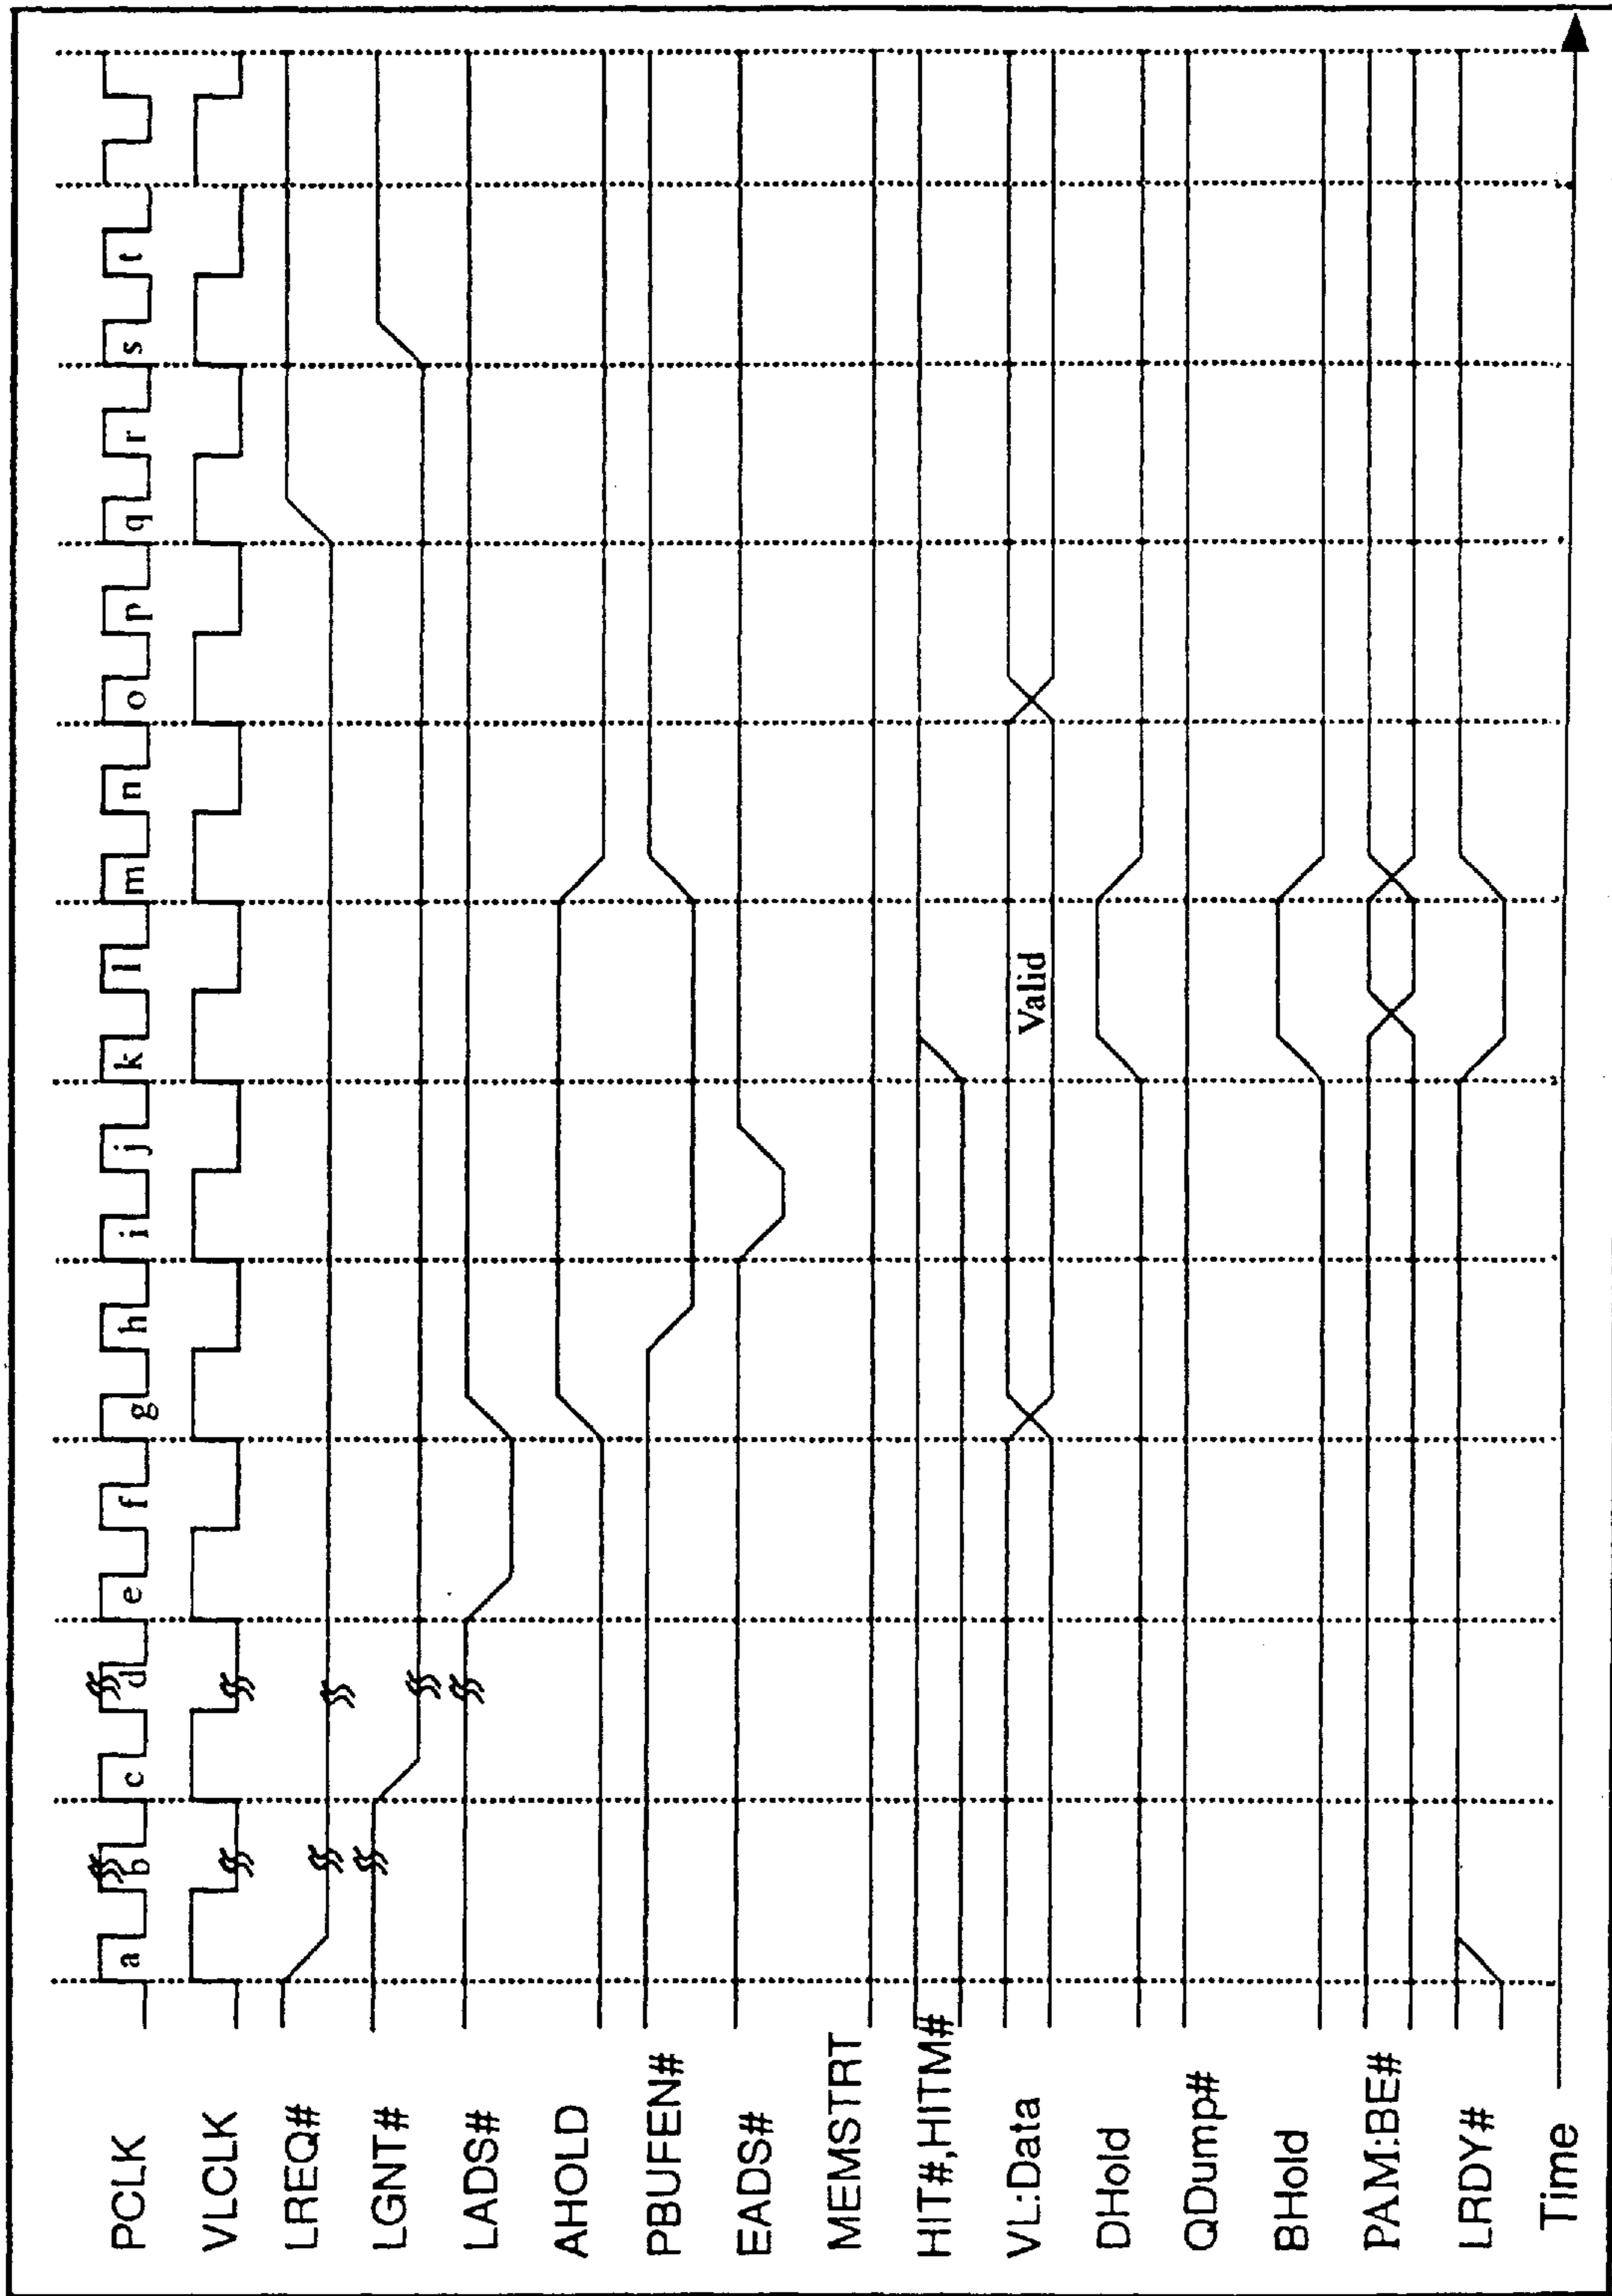 PCLK
a b c d e f g h i j k l m n o p q r s t
VLCLK
LREQ#
LGNT#
LADS#
AHOLD
PBUFEN#
EADS#
MEMSTRT
HIT#,HITM#
VL:Data
Valid
DHold
QDump#
BHold
PAM:BE#
LRDY#
Time